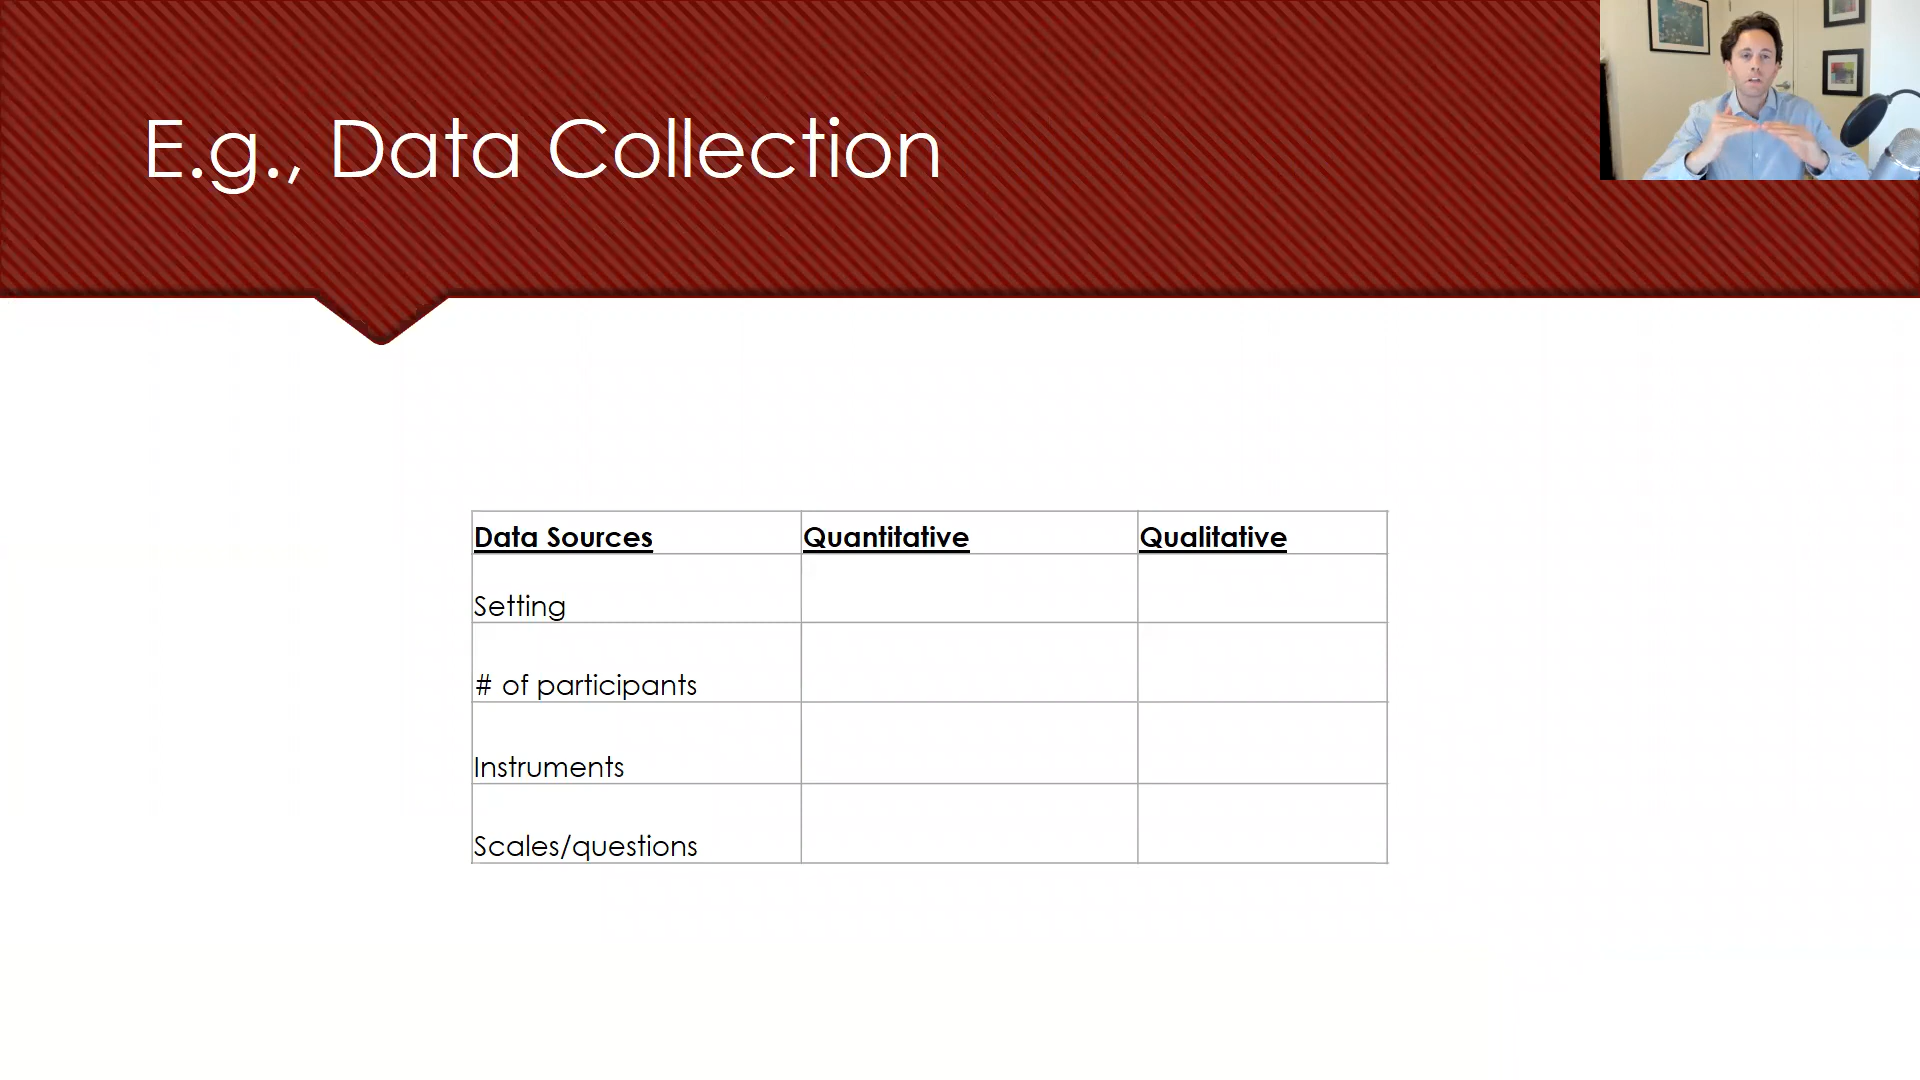 E.g., Data Collection
Data Sources Quantitative Qualitative
Setting
# of participants
Instruments
Scales/questions